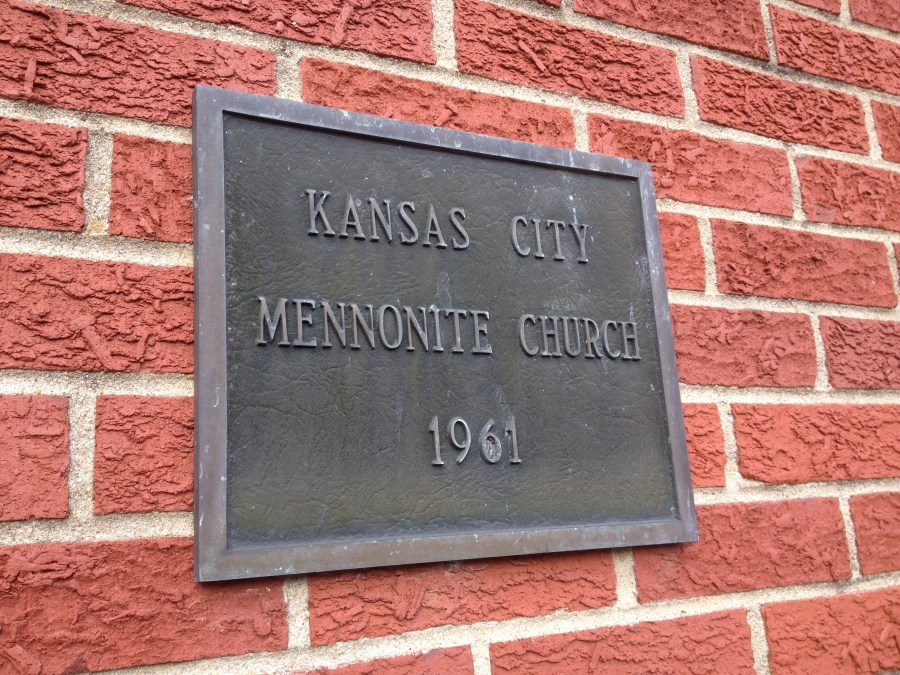 KANSAS CITY
MENNONITE CHURCH
1961